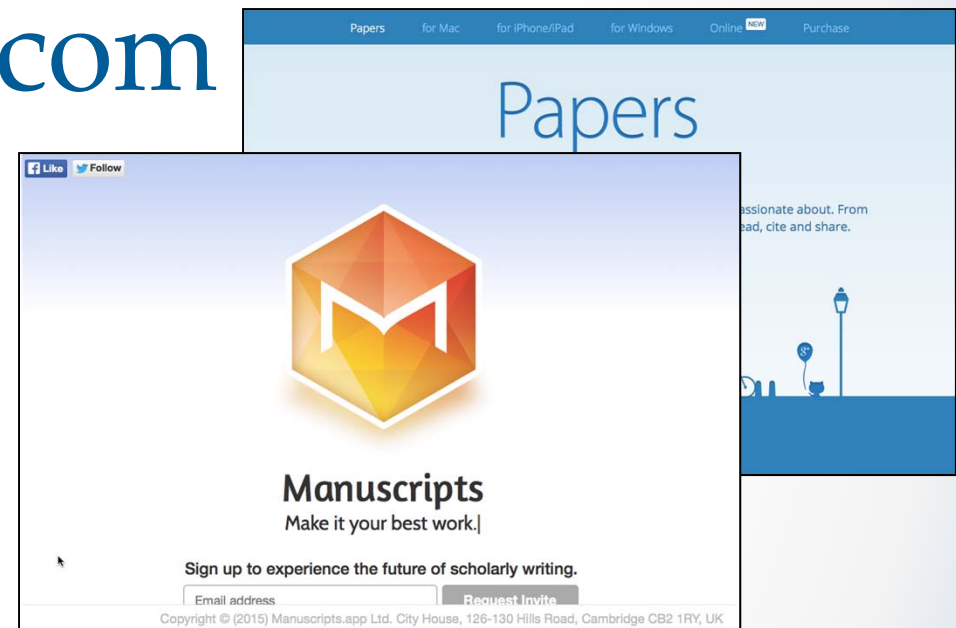 com
Papers for Mac for iPhone/iPad for Windows Online NEW Purchase
Papers
assionate about. From
ead, cite and share.
g+
Like Follow
M
Manuscripts
Make it your best work.
Sign up to experience the future of scholarly writing.
Email address Request Invite
Copyright © (2015) Manuscripts.app Ltd. City House, 126-130 Hills Road, Cambridge CB2 1RY, UK